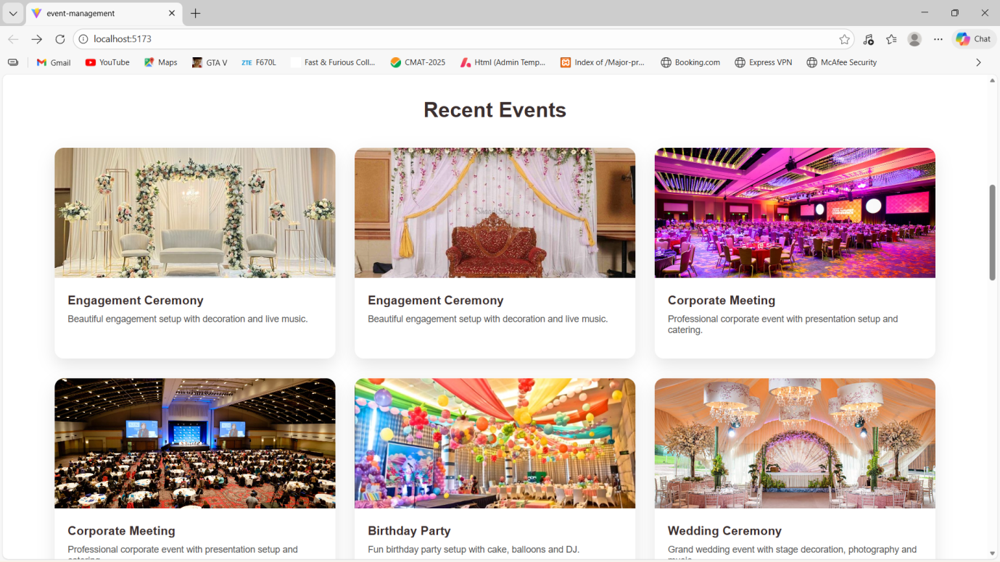 event-management
localhost:5173
Chat
Gmail
YouTube
Maps
GTA V
ZTE F670L
Fast & Furious Coll...
CMAT-2025
Html (Admin Temp...
Index of /Major-pr...
Booking.com
Express VPN
McAfee Security
Recent Events
Engagement Ceremony
Beautiful engagement setup with decoration and live music.
Engagement Ceremony
Beautiful engagement setup with decoration and live music.
Corporate Meeting
Professional corporate event with presentation setup and
catering.
Corporate Meeting
Professional corporate event with presentation setup and
catering.
Birthday Party
Fun birthday party setup with cake, balloons and DJ.
Wedding Ceremony
Grand wedding event with stage decoration, photography and
music.